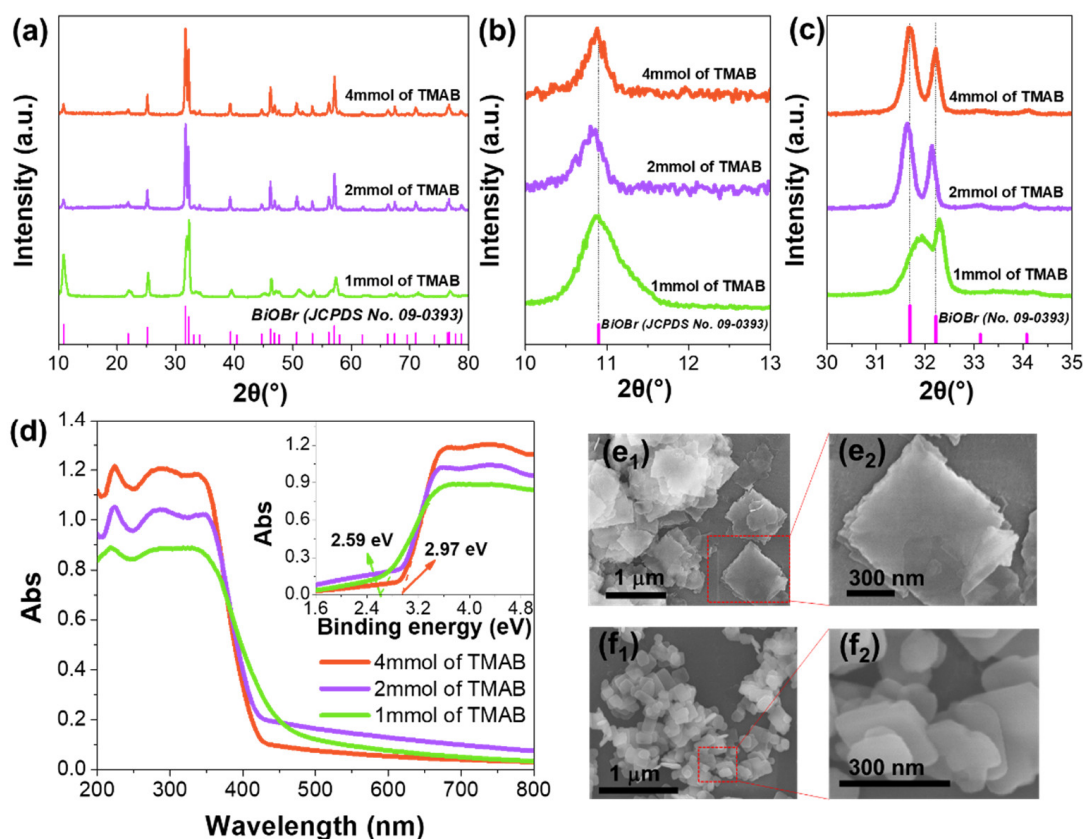 (a)
Intensity (a.u.)
4mmol of TMAB
2mmol of TMAB
1mmol of TMAB
BiOBr (JCPDS No. 09-0393)
10 20 30 40 50 60 70 80
2θ(°)
(b)
Intensity (a.u.)
4mmol of TMAB
2mmol of TMAB
1mmol of TMAB
BiOBr (JCPDS No. 09-0393)
10 11 12 13
2θ(°)
(c)
Intensity (a.u.)
4mmol of TMAB
2mmol of TMAB
1mmol of TMAB
BiOBr (No. 09-0393)
30 31 32 33 34 35
2θ(°)
(d)
Abs
1.4
1.2
1.0
0.8
0.6
0.4
0.2
0.0
200 300 400 500 600 700 800
Wavelength (nm)
Abs
1.2
0.9
0.6
0.3
0.0
2.59 eV
2.97 eV
1.6 2.4 3.2 4.0 4.8
Binding energy (eV)
4mmol of TMAB
2mmol of TMAB
1mmol of TMAB
(e₁)
1 μm
(e₂)
300 nm
(f₁)
1 μm
(f₂)
300 nm